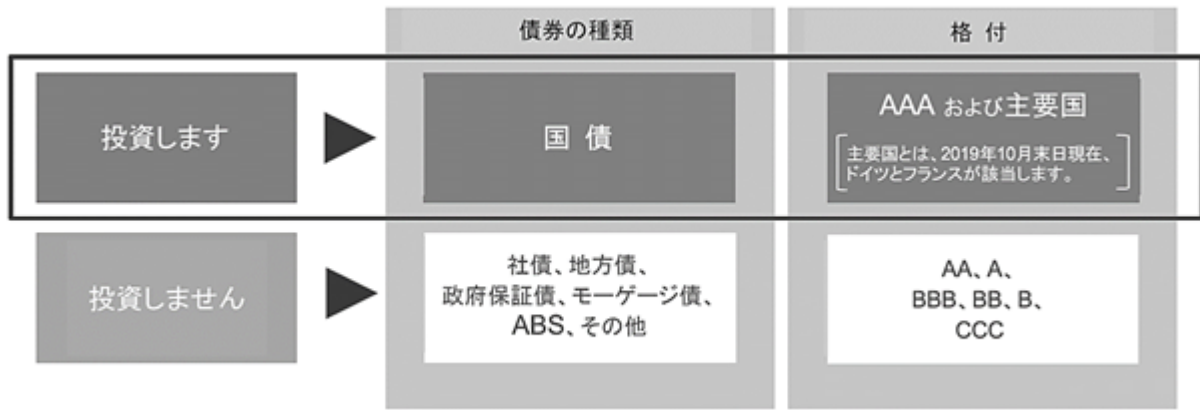 債券の種類
格 付
投資します
国 債
AAA および主要国
主要国とは、2019年10月末日現在、
ドイツとフランスが該当します。
投資しません
社債、地方債、
政府保証債、モーゲージ債、
ABS、その他
AA、A、
BBB、BB、B、
CCC